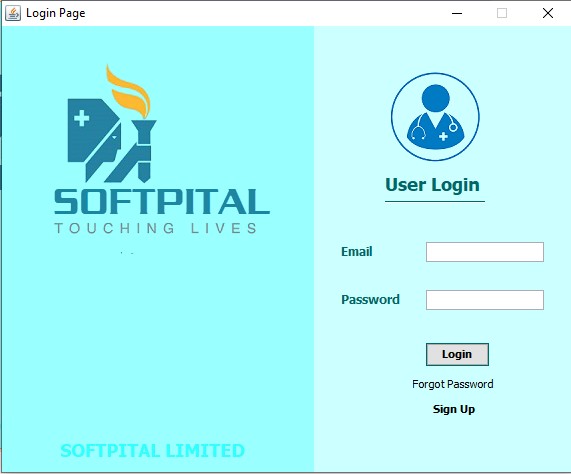 Login Page
SOFTPITAL
TOUCHING LIVES
SOFTPITAL LIMITED
User Login
Email
Password
Login
Forgot Password
Sign Up